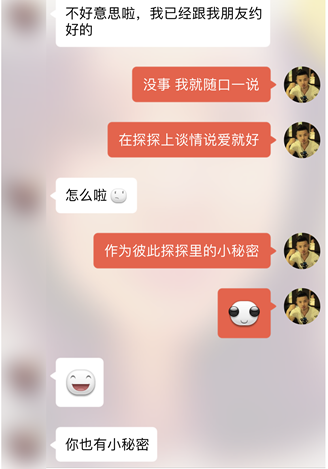 不好意思啦，我已经跟我朋友约
好的
没事 我就随口一说
在探探上谈情说爱就好
怎么啦
作为彼此探探里的小秘密
你也有小秘密